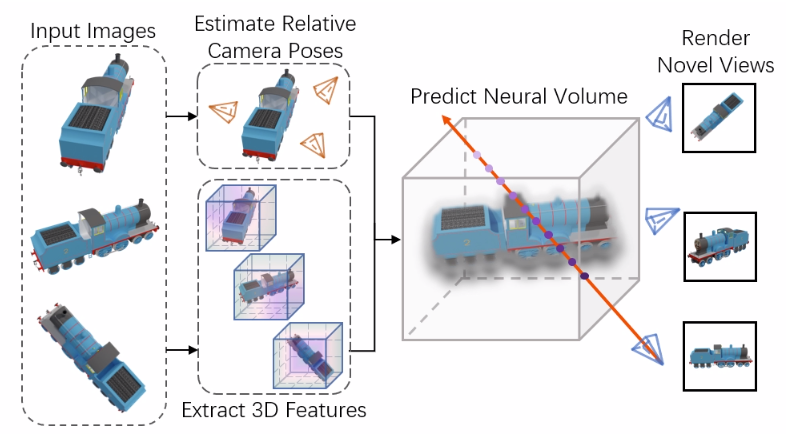 Input Images
Estimate Relative
Camera Poses
Extract 3D Features
Predict Neural Volume
Render
Novel Views